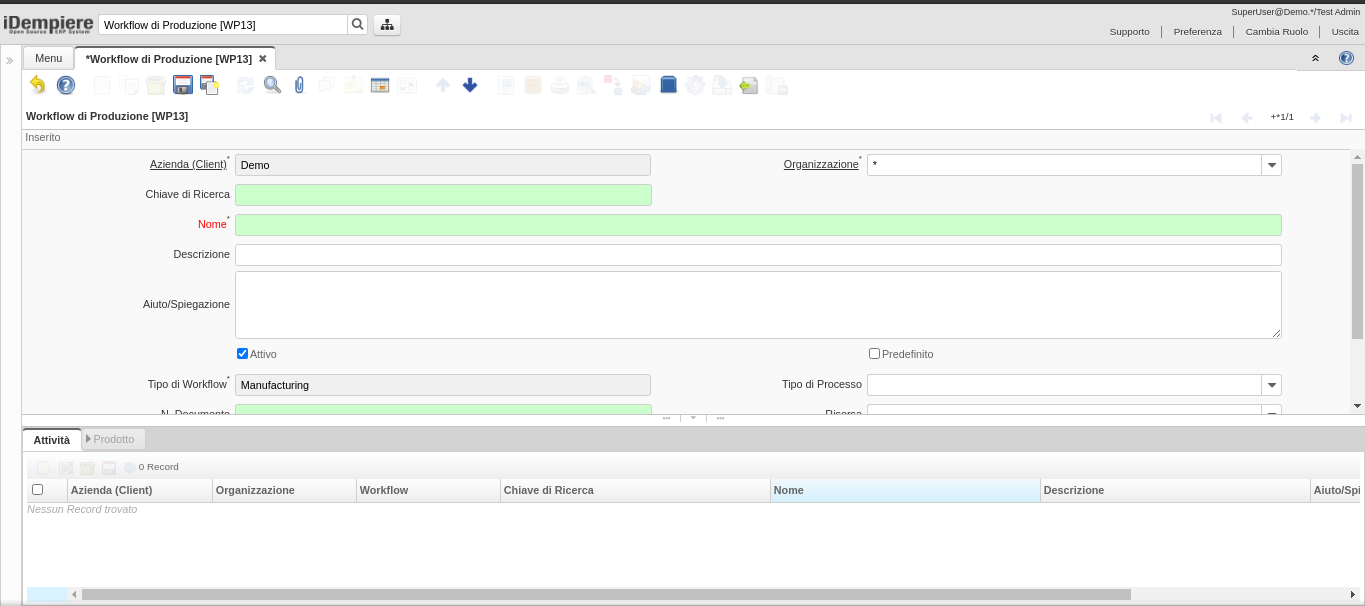 SuperUser@Demo.*/Test Admin
iDempiere
Open Source ERP System
Workflow di Produzione [WP13]
Supporto
Preferenza
Cambia Ruolo
Uscita
Menu
*Workflow di Produzione [WP13]
Workflow di Produzione [WP13]
+*1/1
Inserito
Azienda (Client)*
Demo
Organizzazione*
*
Chiave di Ricerca
Nome*
Descrizione
Aiuto/Spiegazione
Attivo
Predefinito
Tipo di Workflow*
Manufacturing
Tipo di Processo
N. Documento
Risorsa
Attività
Prodotto
0 Record
Azienda (Client)
Organizzazione
Workflow
Chiave di Ricerca
Nome
Descrizione
Aiuto/Spi
Nessun Record trovato